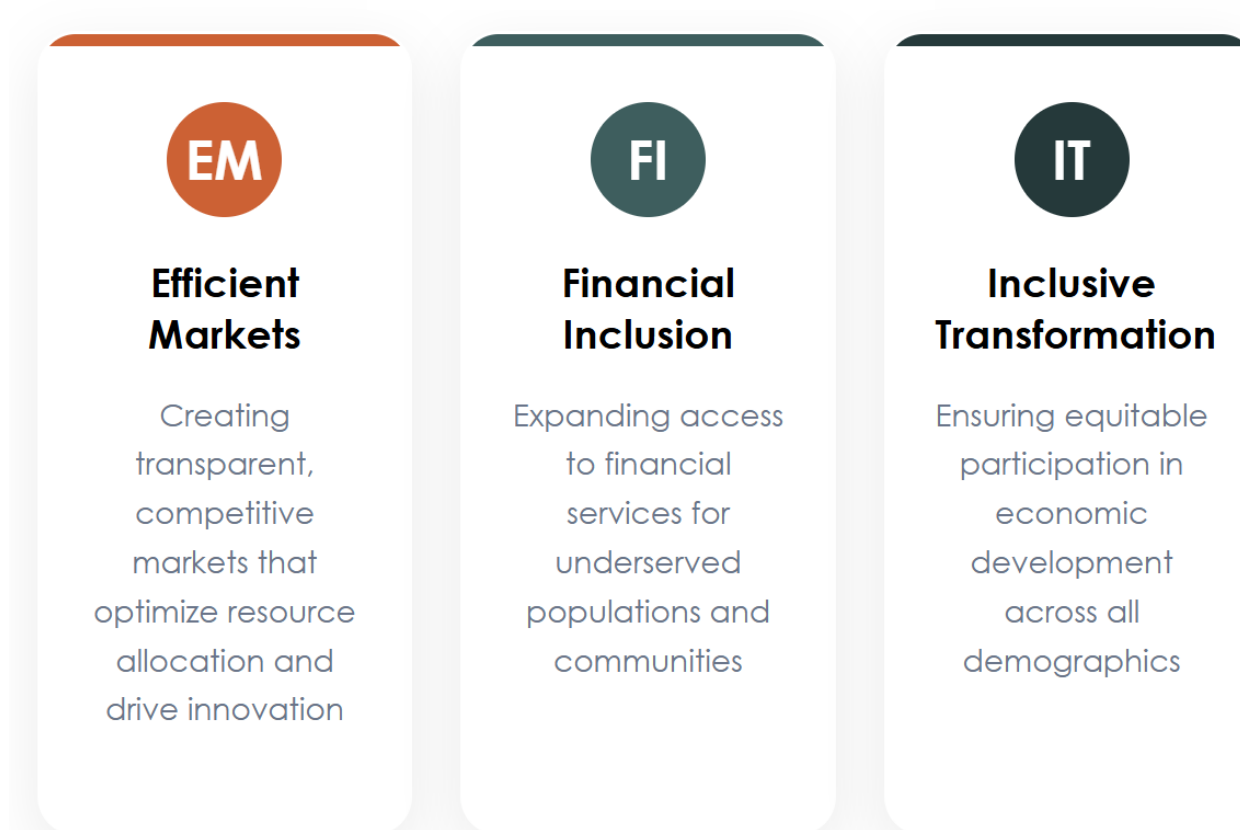 EM
Efficient
Markets
Creating
transparent,
competitive
markets that
optimize resource
allocation and
drive innovation
FI
Financial
Inclusion
Expanding access
to financial
services for
underserved
populations and
communities
IT
Inclusive
Transformation
Ensuring equitable
participation in
economic
development
across all
demographics